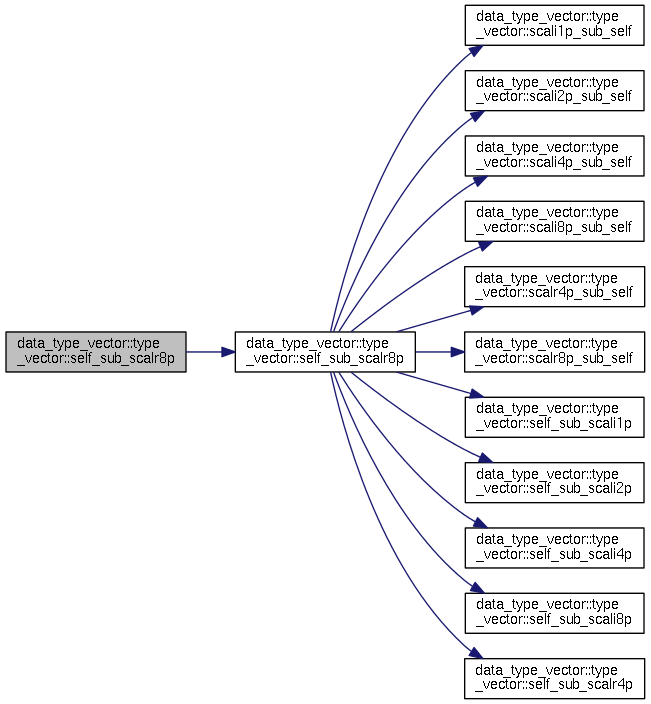 data_type_vector::type
_vector::self_sub_scalr8p
data_type_vector::type
_vector::self_sub_scalr8p
data_type_vector::type
_vector::scali1p_sub_self
data_type_vector::type
_vector::scali2p_sub_self
data_type_vector::type
_vector::scali4p_sub_self
data_type_vector::type
_vector::scali8p_sub_self
data_type_vector::type
_vector::scalr4p_sub_self
data_type_vector::type
_vector::scalr8p_sub_self
data_type_vector::type
_vector::self_sub_scali1p
data_type_vector::type
_vector::self_sub_scali2p
data_type_vector::type
_vector::self_sub_scali4p
data_type_vector::type
_vector::self_sub_scali8p
data_type_vector::type
_vector::self_sub_scalr4p